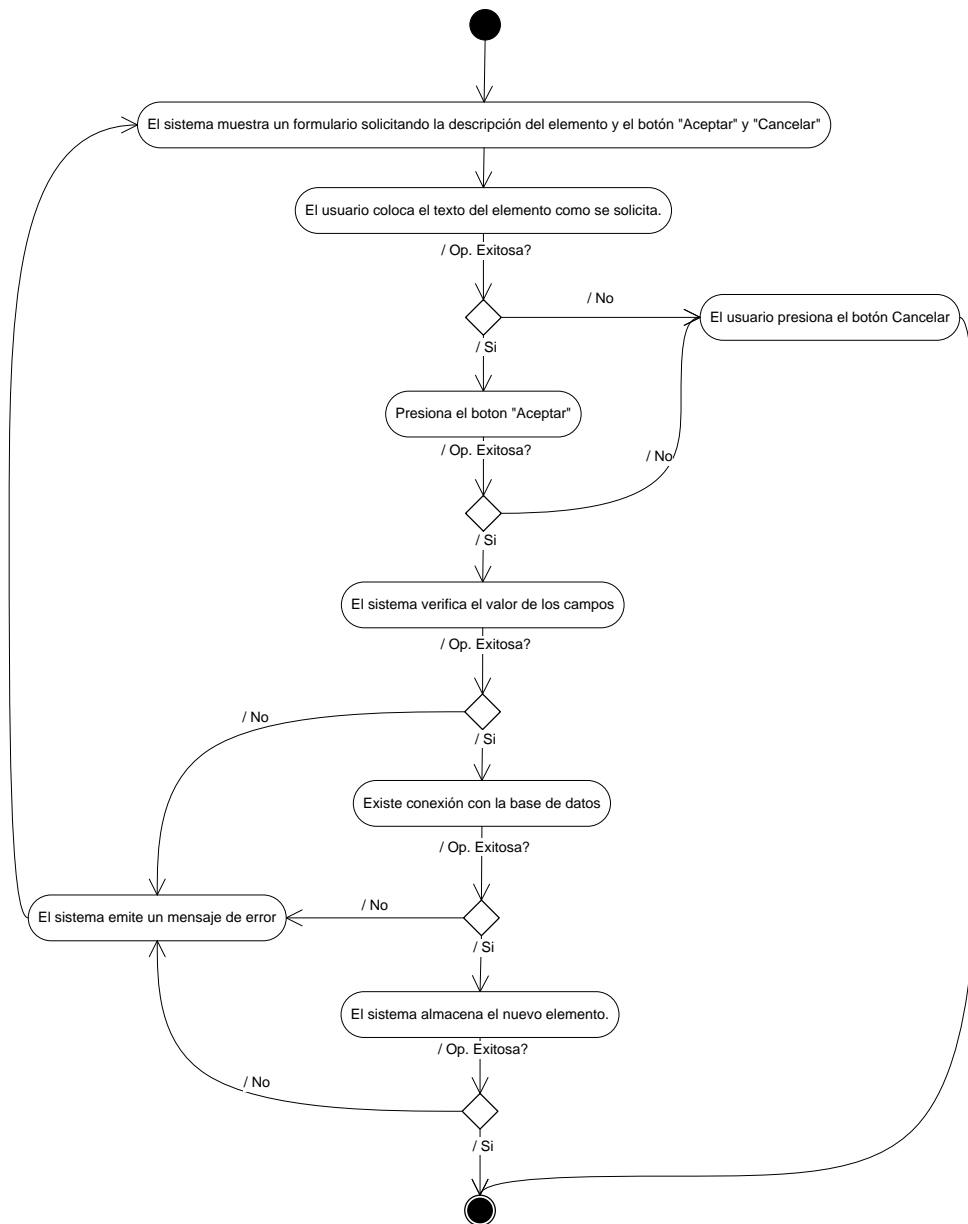 El sistema muestra un formulario solicitando la descripción del elemento y el botón "Aceptar" y "Cancelar"
El usuario coloca el texto del elemento como se solicita.
/ Op. Exitosa?
/ No
El usuario presiona el botón Cancelar
/ Si
Presiona el boton "Aceptar"
/ Op. Exitosa?
/ No
/ Si
El sistema verifica el valor de los campos
/ Op. Exitosa?
/ No
/ Si
Existe conexión con la base de datos
/ Op. Exitosa?
/ No
El sistema emite un mensaje de error
/ Si
El sistema almacena el nuevo elemento.
/ Op. Exitosa?
/ No
/ Si